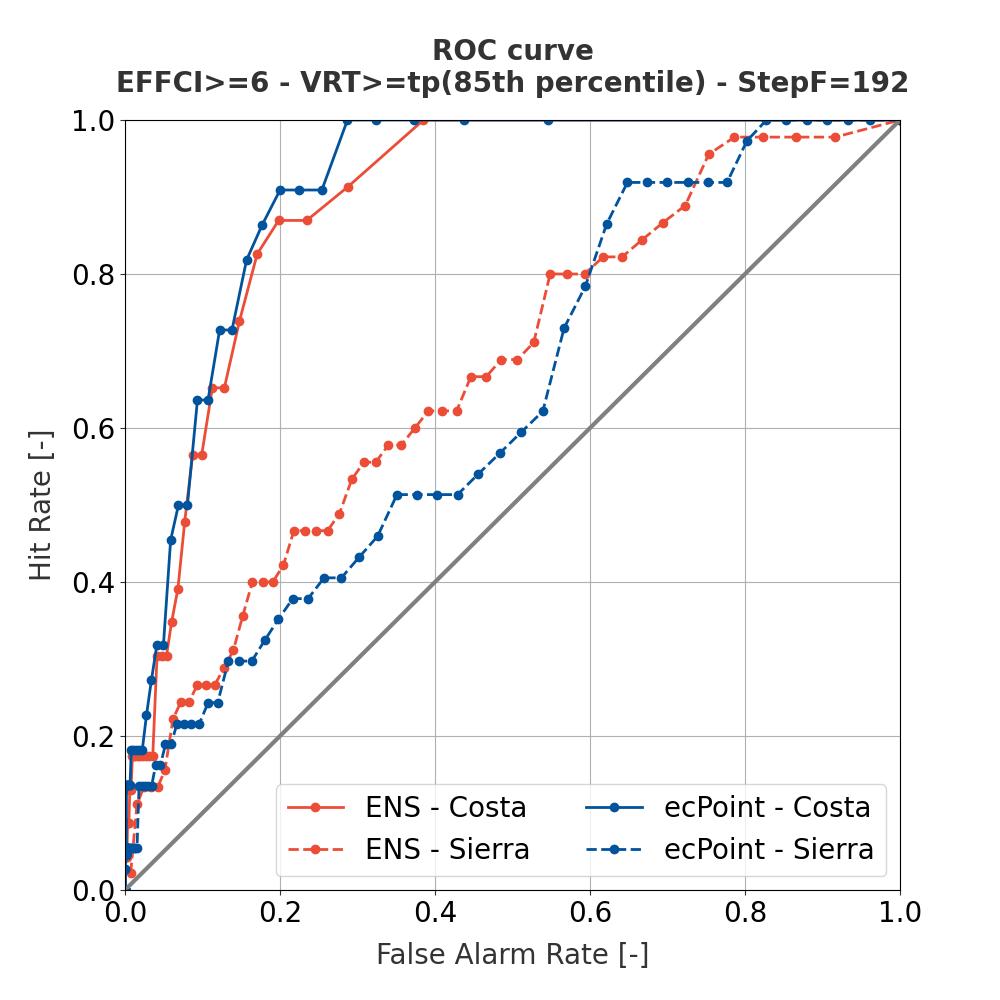 ROC curve
EFFCI>=6 - VRT>=tp(85th percentile) - StepF=192
1.0
0.8
0.6
0.4
0.2
0.0
Hit Rate [-]
ENS - Costa
ENS - Sierra
ecPoint - Costa
ecPoint - Sierra
0.0 0.2 0.4 0.6 0.8 1.0
False Alarm Rate [-]